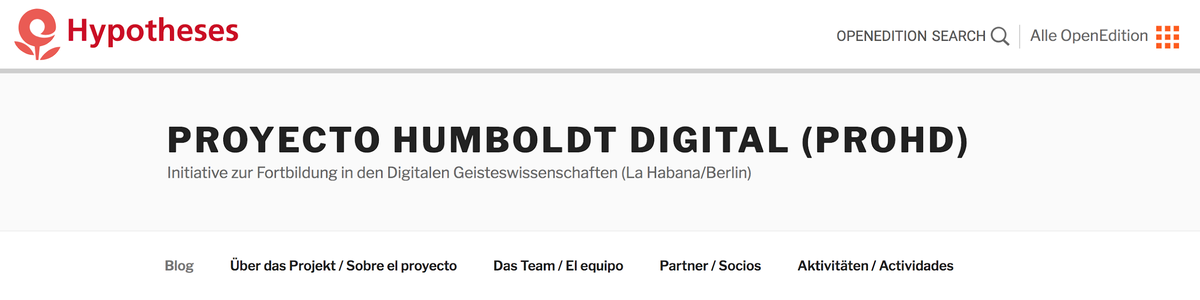 Hypotheses
OPENEDITION SEARCH
Alle OpenEdition
PROYECTO HUMBOLDT DIGITAL (PROHD)
Initiative zur Fortbildung in den Digitalen Geisteswissenschaften (La Habana/Berlin)
Blog Über das Projekt / Sobre el proyecto Das Team / El equipo Partner / Socios Aktivitäten / Actividades